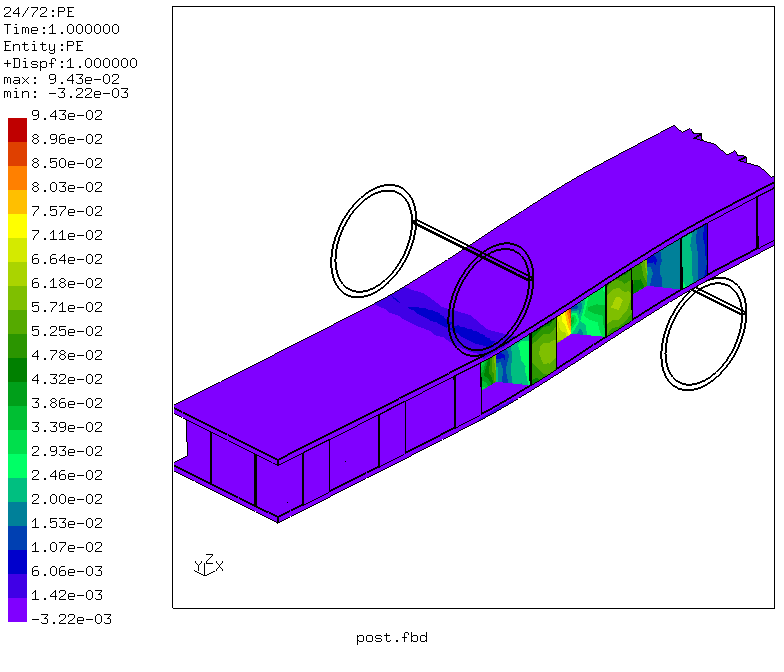 24/72:PE
Time:1.000000
Entity:PE
+Dispf:1.000000
max: 9.43e-02
min: -3.22e-03
9.43e-02
8.96e-02
8.50e-02
8.03e-02
7.57e-02
7.11e-02
6.64e-02
6.18e-02
5.71e-02
5.25e-02
4.78e-02
4.32e-02
3.86e-02
3.39e-02
2.93e-02
2.46e-02
2.00e-02
1.53e-02
1.07e-02
6.06e-03
1.42e-03
-3.22e-03
Y Z X
post.fbd